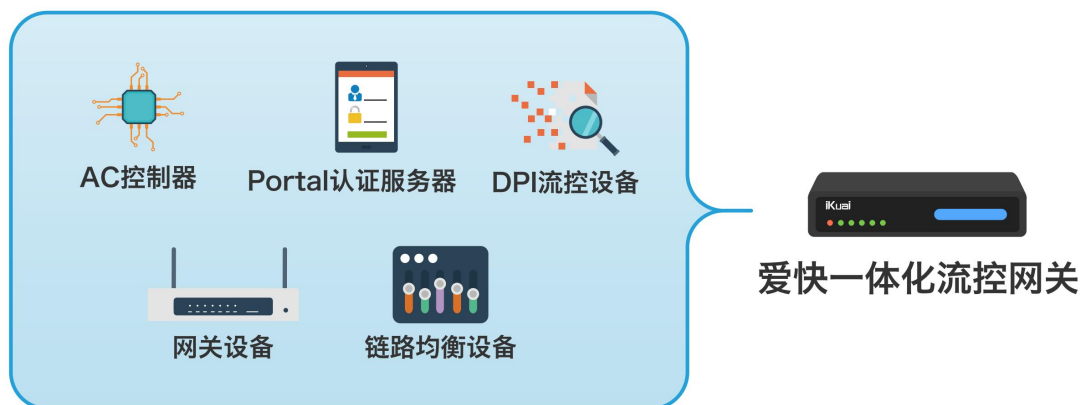 AC控制器
Portal认证服务器
DPI流控设备
网关设备
链路均衡设备
iKuai
爱快一体化流控网关